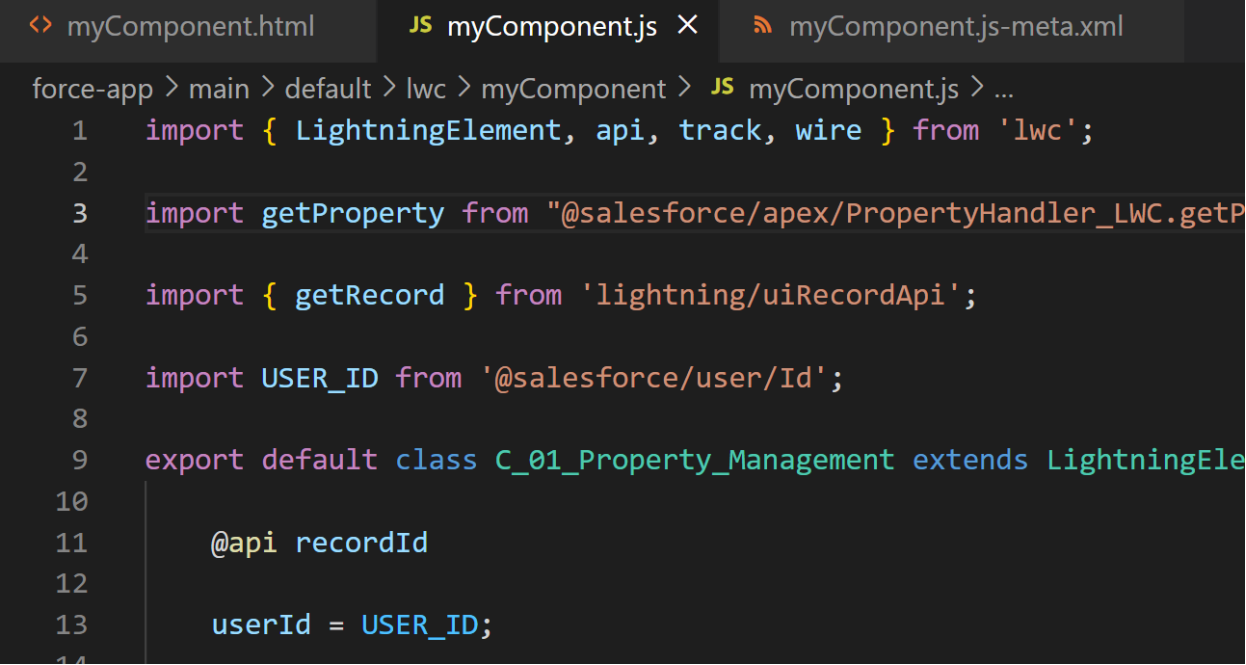 myComponent.html JS myComponent.js × myComponent.js-meta.xml
force-app > main > default > lwc > myComponent > JS myComponent.js > ...
1 import { LightningElement, api, track, wire } from 'lwc';
2
3 import getProperty from "@salesforce/apex/PropertyHandler_LWC.getP
4
5 import { getRecord } from 'lightning/uiRecordApi';
6
7 import USER_ID from '@salesforce/user/Id';
8
9 export default class C_01_Property_Management extends LightningEle
10
11 @api recordId
12
13 userId = USER_ID;
14